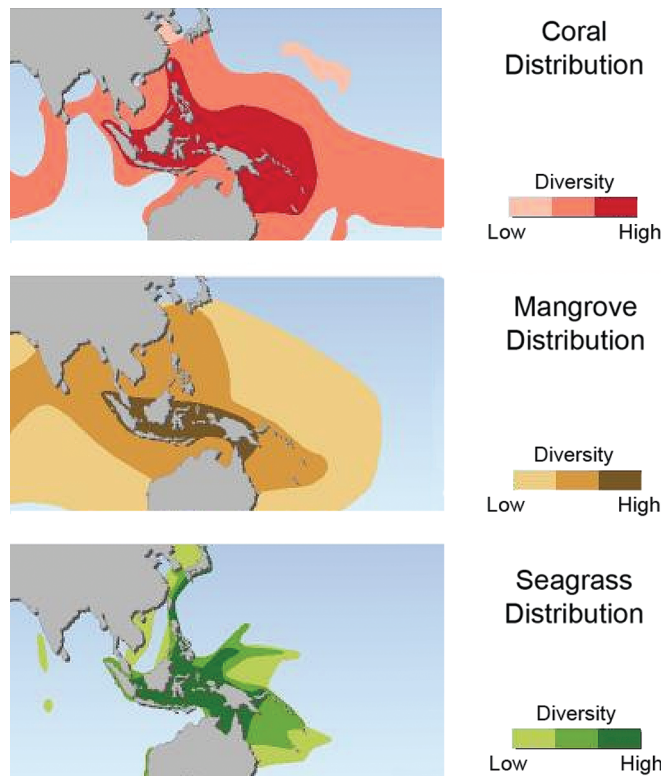 Coral
Distribution
Diversity
Low High
Mangrove
Distribution
Diversity
Low High
Seagrass
Distribution
Diversity
Low High